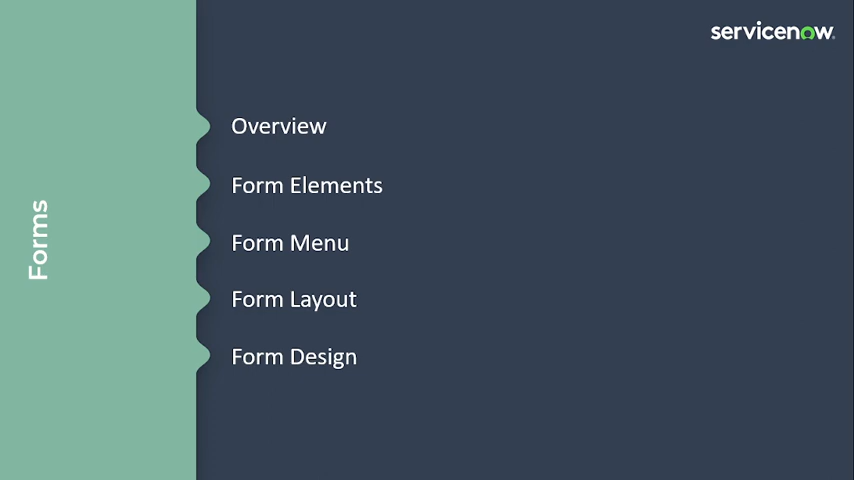 servicenow
Forms
Overview
Form Elements
Form Menu
Form Layout
Form Design